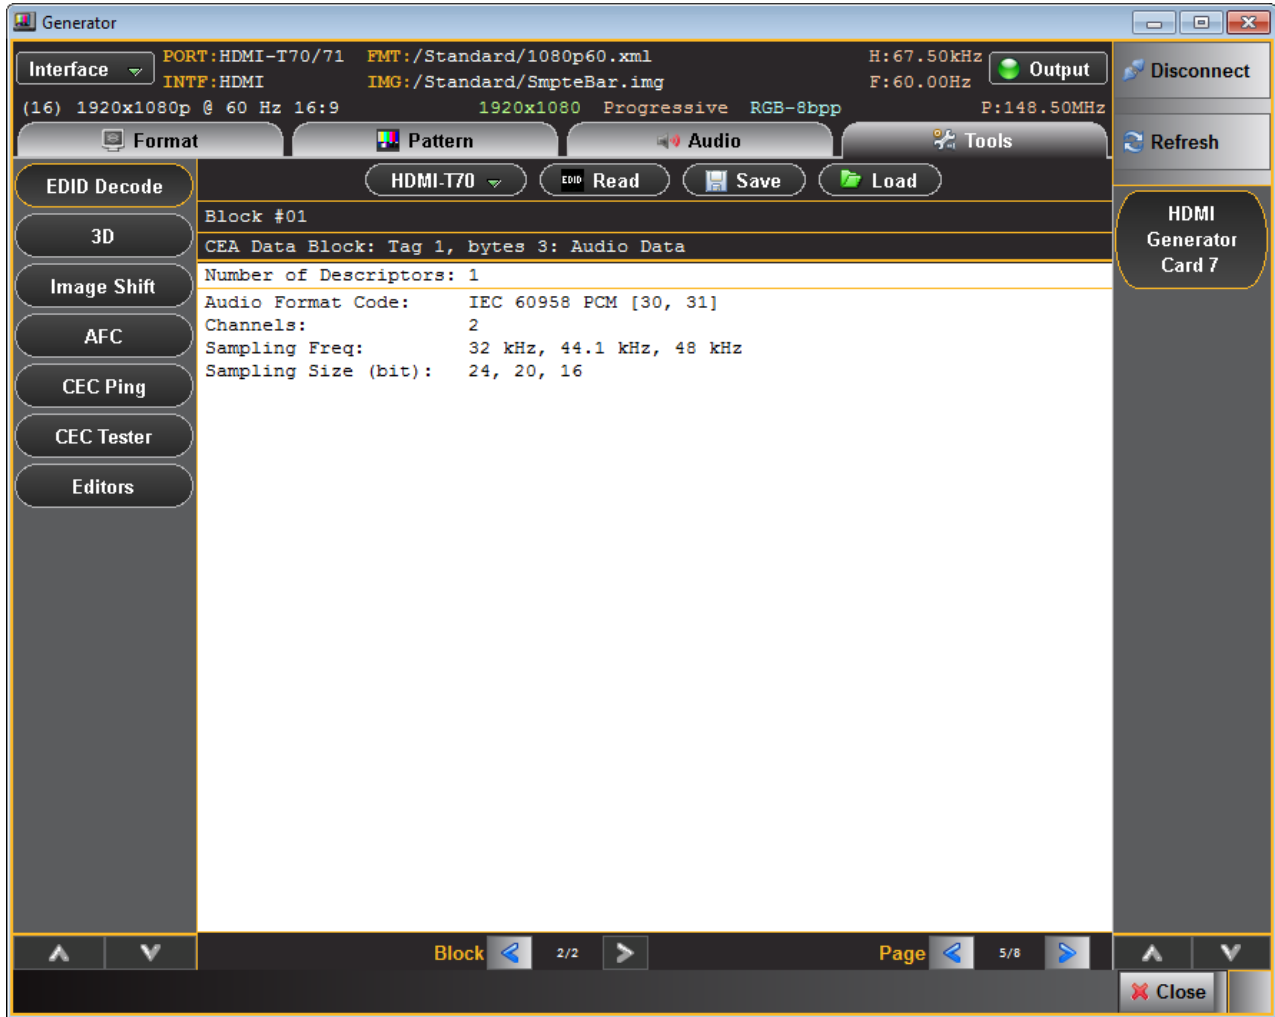 Generator
Interface
PORT:HDMI-T70/71 FMT:/Standard/1080p60.xml H:67.50kHz
INTF:HDMI IMG:/Standard/SmpteBar.img F:60.00Hz
Output
Disconnect
(16) 1920x1080p @ 60 Hz 16:9 1920x1080 Progressive RGB-8bpp P:148.50MHz
Format Pattern Audio Tools
Refresh
EDID Decode
HDMI-T70 EDID Read Save Load
3D
Image Shift
AFC
CEC Ping
CEC Tester
Editors
Block #01
CEA Data Block: Tag 1, bytes 3: Audio Data
Number of Descriptors: 1
Audio Format Code: IEC 60958 PCM [30, 31]
Channels: 2
Sampling Freq: 32 kHz, 44.1 kHz, 48 kHz
Sampling Size (bit): 24, 20, 16
HDMI
Generator
Card 7
Block 2/2 Page 5/8
Close